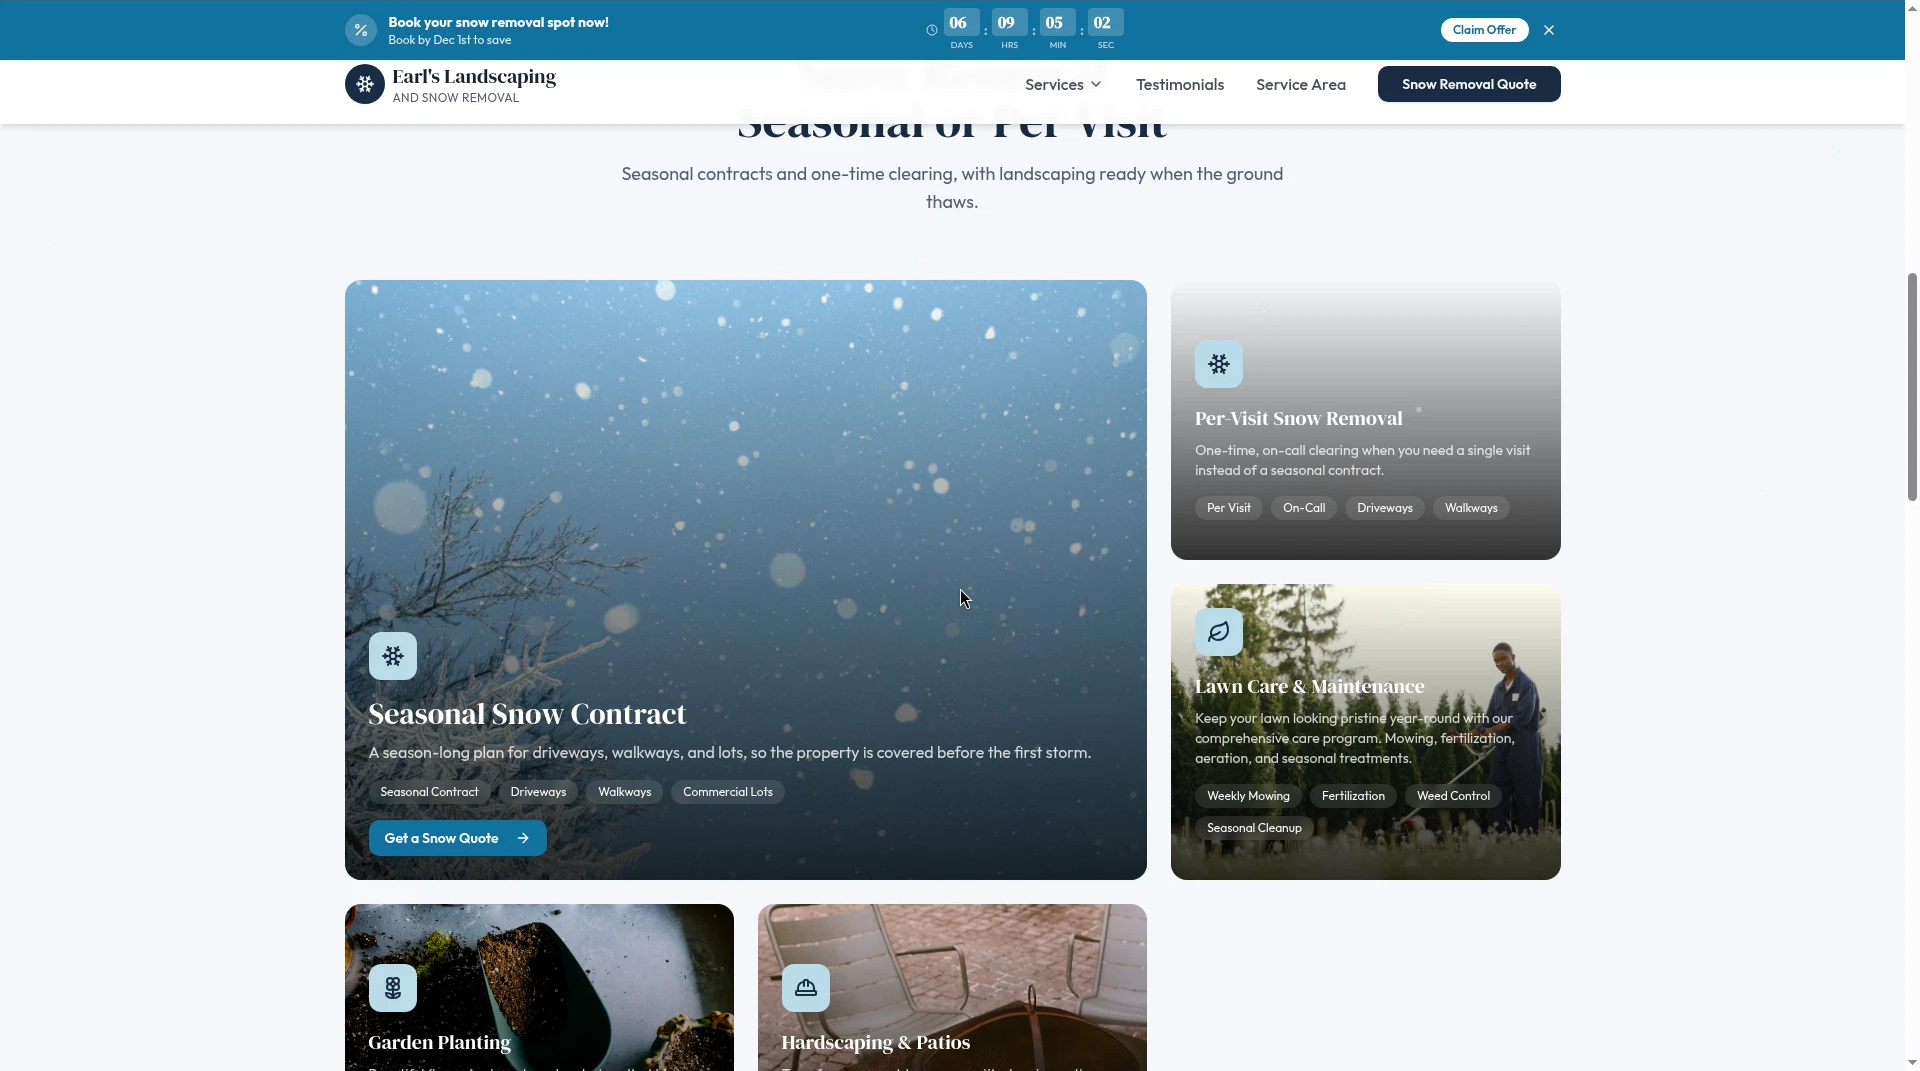 Book your snow removal spot now!
Book by Dec 1st to save
06 : 09 : 05 : 02
DAYS HRS MIN SEC
Claim Offer
Earl's Landscaping
AND SNOW REMOVAL
Services
Testimonials
Service Area
Snow Removal Quote
Seasonal or Per Visit
Seasonal contracts and one-time clearing, with landscaping ready when the ground
thaws.
Seasonal Snow Contract
A season-long plan for driveways, walkways, and lots, so the property is covered before the first storm.
Seasonal Contract
Driveways
Walkways
Commercial Lots
Get a Snow Quote
Per-Visit Snow Removal
One-time, on-call clearing when you need a single visit
instead of a seasonal contract.
Per Visit
On-Call
Driveways
Walkways
Lawn Care & Maintenance
Keep your lawn looking pristine year-round with our
comprehensive care program. Mowing, fertilization,
aeration, and seasonal treatments.
Weekly Mowing
Fertilization
Weed Control
Seasonal Cleanup
Garden Planting
Hardscaping & Patios